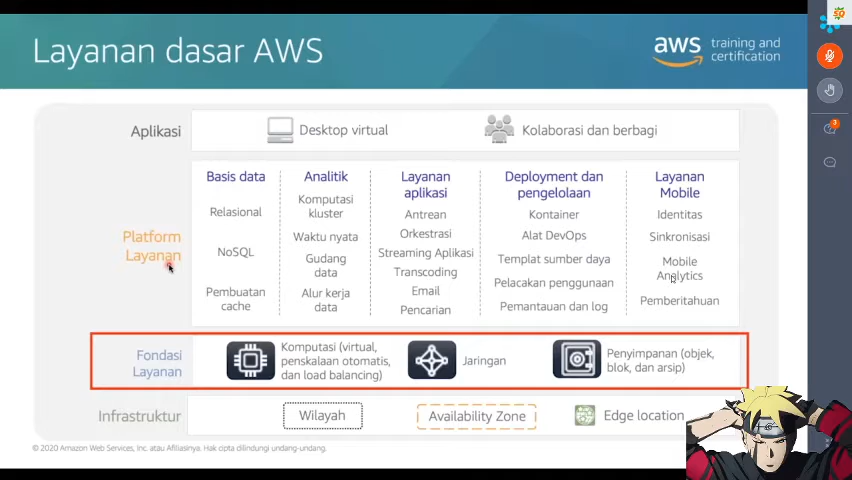 Layanan dasar AWS
aws training and
certification
Aplikasi
Desktop virtual
Kolaborasi dan berbagi
Platform
Layanan
Basis data
Relasional
NoSQL
Pembuatan
cache
Analitik
Komputasi
kluster
Waktu nyata
Gudang
data
Alur kerja
data
Layanan
aplikasi
Antrean
Orkestrasi
Streaming Aplikasi
Transcoding
Email
Pencarian
Deployment dan
pengelolaan
Kontainer
Alat DevOps
Templat sumber daya
Pelacakan penggunaan
Pemantauan dan log
Layanan
Mobile
Identitas
Sinkronisasi
Mobile
Analytics
Pemberitahuan
Fondasi
Layanan
Komputasi (virtual,
penskalaan otomatis,
dan load balancing)
Jaringan
Penyimpanan (objek,
blok, dan arsip)
Infrastruktur
Wilayah
Availability Zone
Edge location
© 2020 Amazon Web Services, Inc. atau Afiliasinya. Hak cipta dilindungi undang-undang.
sp
3